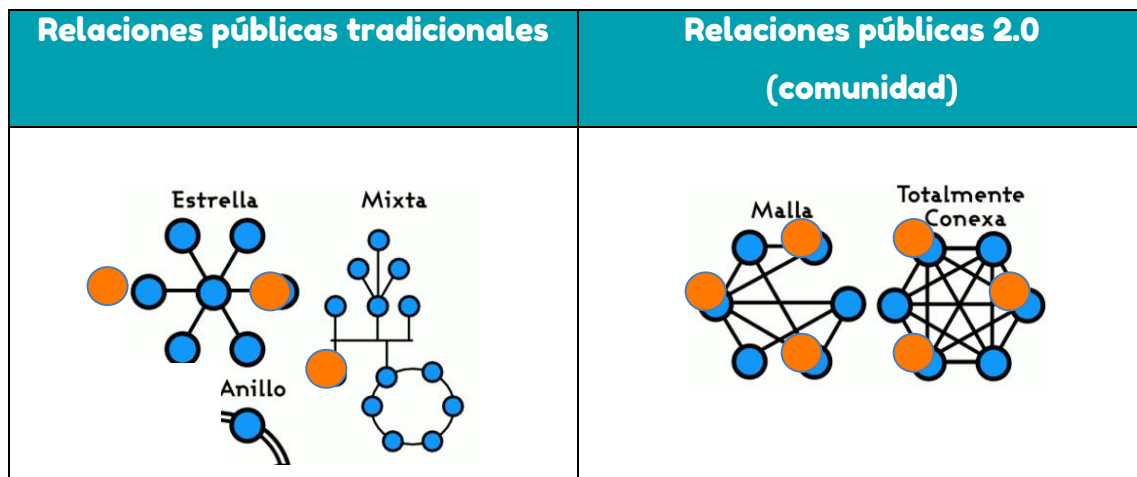 Relaciones públicas tradicionales
Relaciones públicas 2.0
(comunidad)
Estrella
Mixta
Anillo
Malla
Totalmente
Conexa